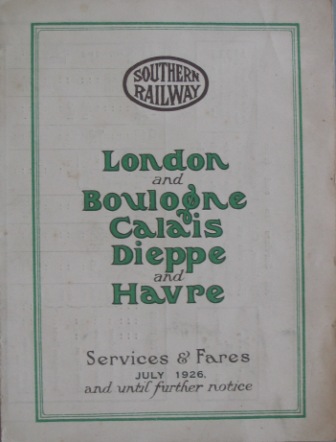 SOUTHERN
RAILWAY
London
and
Boulogne
Calais
Dieppe
and
Havre
Services & Fares
JULY 1926.
and until further notice